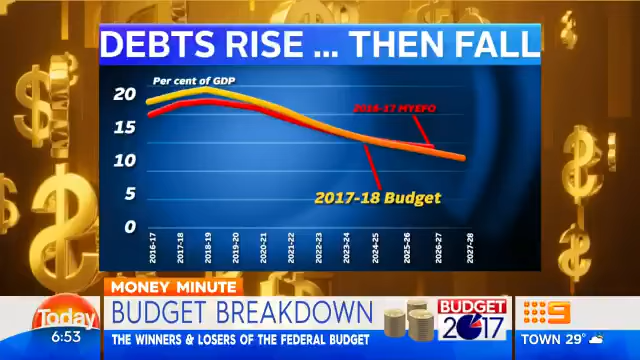 DEBTS RISE ... THEN FALL
Per cent of GDP
20
15
10
5
0
2016-17 MYEFO
2017-18 Budget
2016-17
2017-18
2018-19
2019-20
2020-21
2021-22
2022-23
2023-24
2024-25
2025-26
2026-27
2027-28
MONEY MINUTE
Today
6:53
BUDGET BREAKDOWN
THE WINNERS & LOSERS OF THE FEDERAL BUDGET
BUDGET
2017
9
TOWN 29°